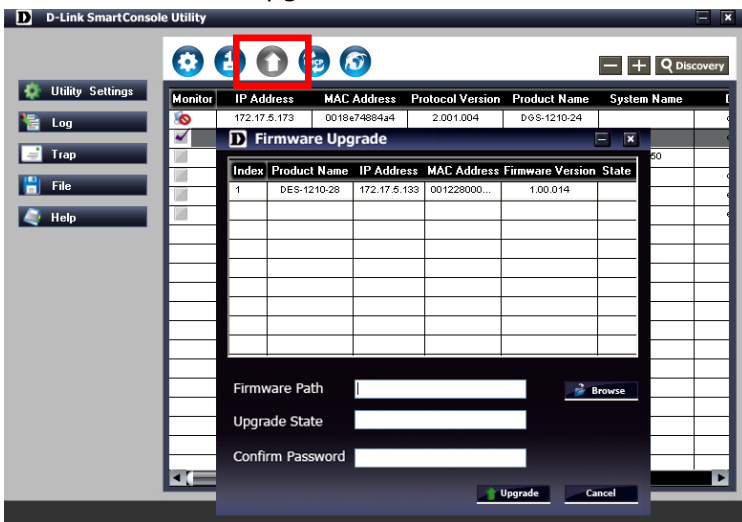 D-Link SmartConsole Utility
Discovery
Utility Settings
Log
Trap
File
Help
Monitor IP Address MAC Address Protocol Version Product Name System Name
172.17.5.173 0018e74884a4 2.001.004 DGS-1210-24
50
Firmware Upgrade
Index Product Name IP Address MAC Address Firmware Version State
1 DES-1210-28 172.17.5.133 001228000... 1.00.014
Firmware Path
Browse
Upgrade State
Confirm Password
Upgrade Cancel